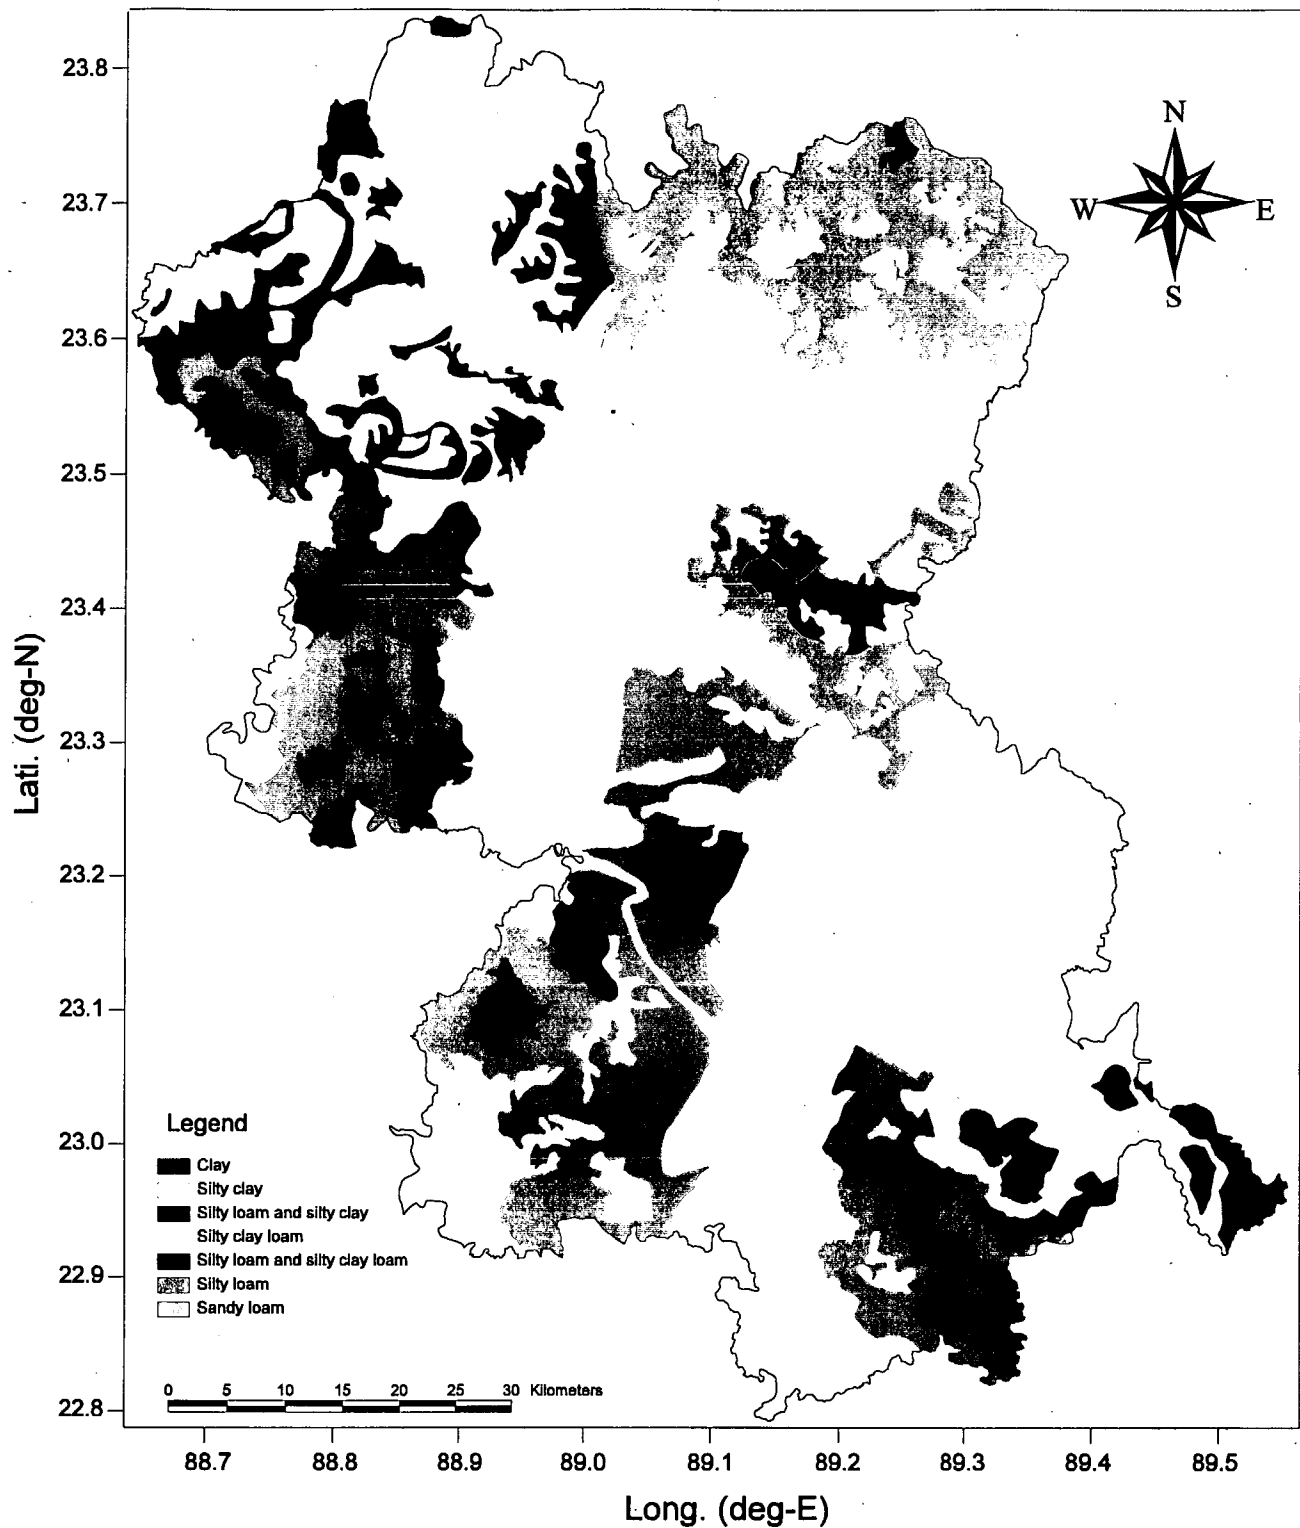 N
W E
S
23.8
23.7
23.6
23.5
23.4
23.3
23.2
23.1
23.0
22.9
22.8
Lati. (deg-N)
Legend
Clay
Silty clay
Silty loam and silty clay
Silty clay loam
Silty loam and silty clay loam
Silty loam
Sandy loam
0 5 10 15 20 25 30 Kilometers
88.7 88.8 88.9 89.0 89.1 89.2 89.3 89.4 89.5
Long. (deg-E)